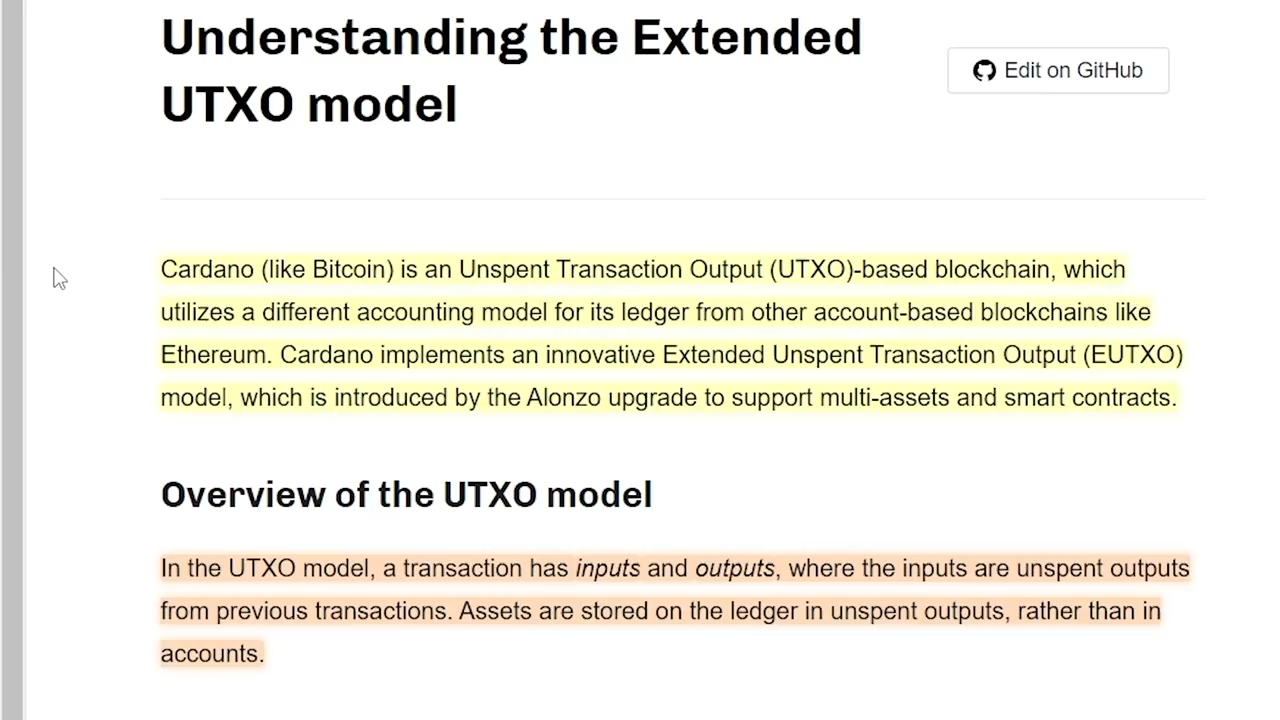 Understanding the Extended
UTXO model
Edit on GitHub
Cardano (like Bitcoin) is an Unspent Transaction Output (UTXO)-based blockchain, which
utilizes a different accounting model for its ledger from other account-based blockchains like
Ethereum. Cardano implements an innovative Extended Unspent Transaction Output (EUTXO)
model, which is introduced by the Alonzo upgrade to support multi-assets and smart contracts.
Overview of the UTXO model
In the UTXO model, a transaction has inputs and outputs, where the inputs are unspent outputs
from previous transactions. Assets are stored on the ledger in unspent outputs, rather than in
accounts.